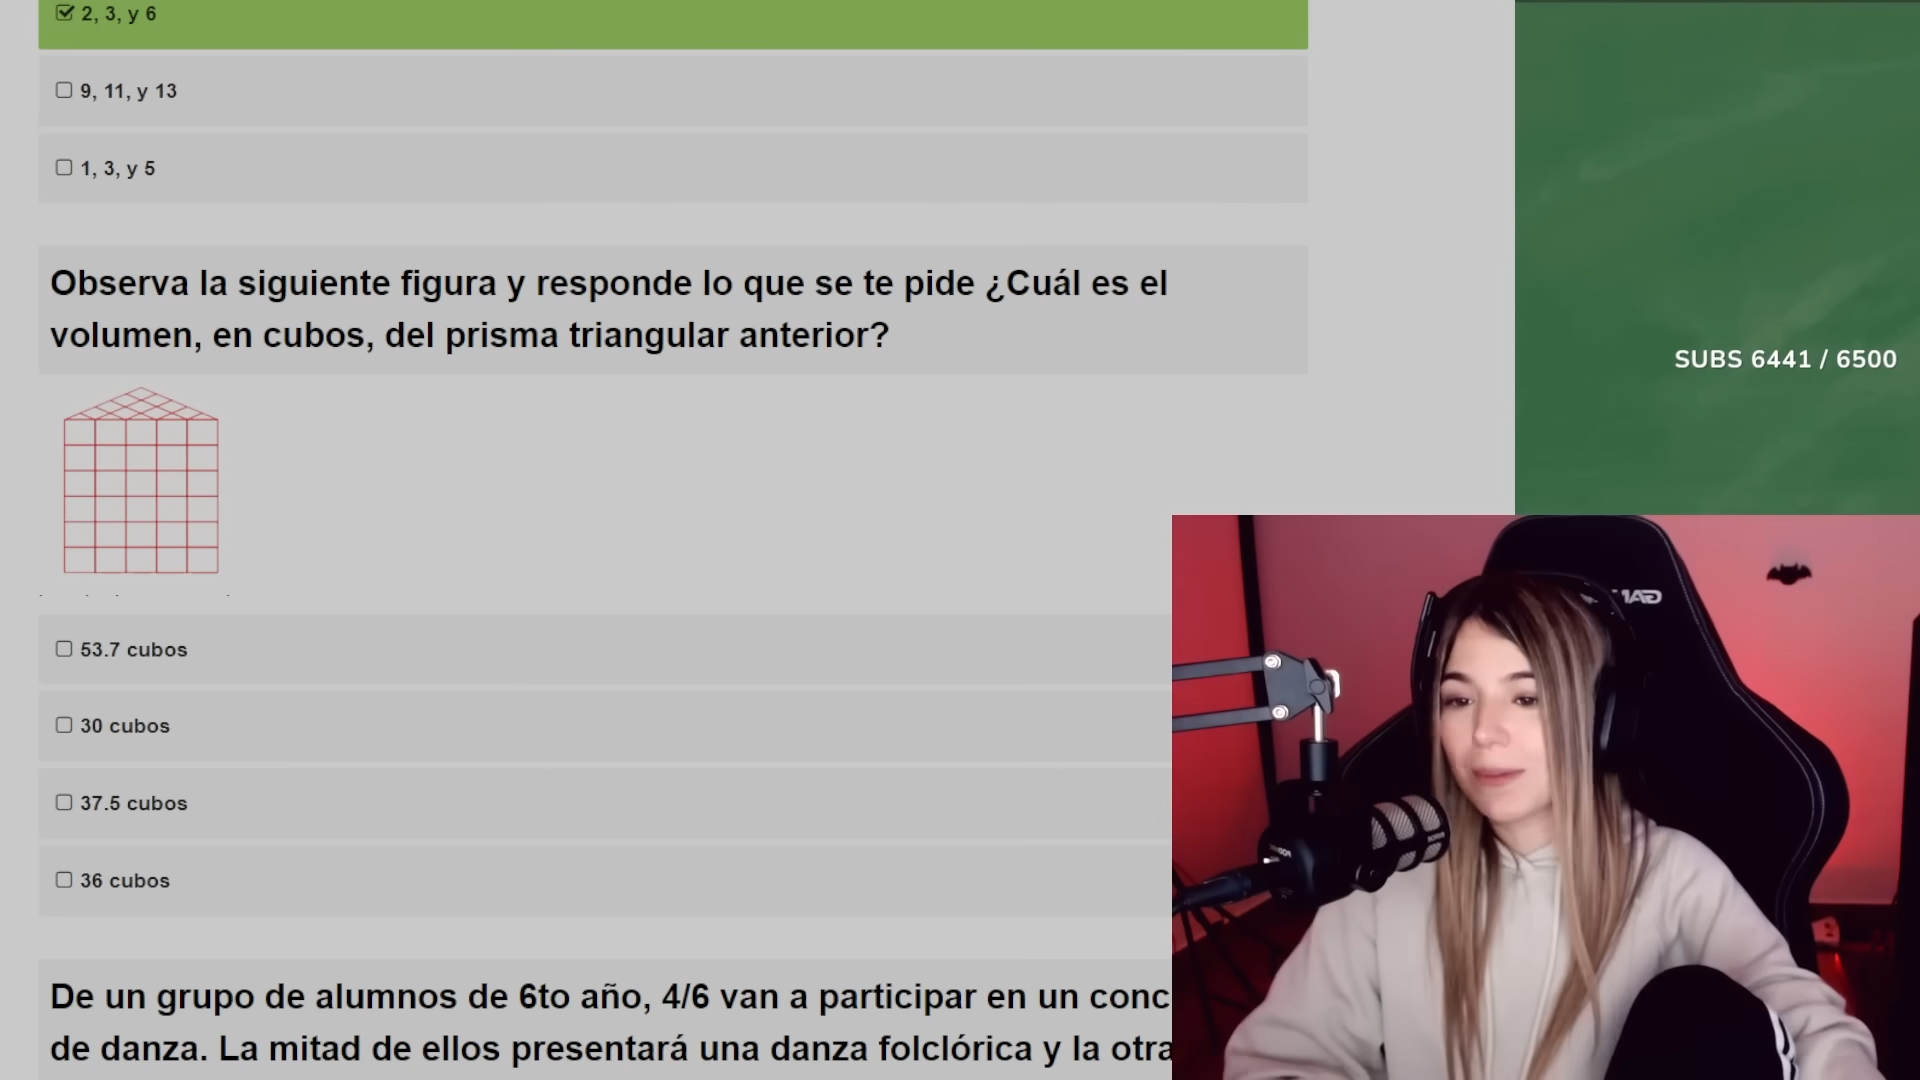 2, 3, y 6
9, 11, y 13
1, 3, y 5
Observa la siguiente figura y responde lo que se te pide ¿Cuál es el
volumen, en cubos, del prisma triangular anterior?
SUBS 6441 / 6500
53.7 cubos
30 cubos
37.5 cubos
36 cubos
De un grupo de alumnos de 6to año, 4/6 van a participar en un conc
de danza. La mitad de ellos presentará una danza folclórica y la otra